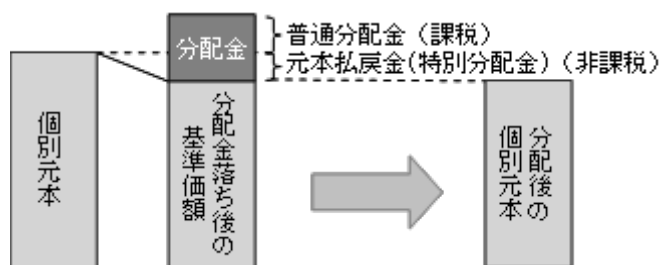 分配金
普通分配金（課税）
元本払戻金(特別分配金)（非課税）
個別元本
分配金落ち後の
基準価額
分配後の
個別元本